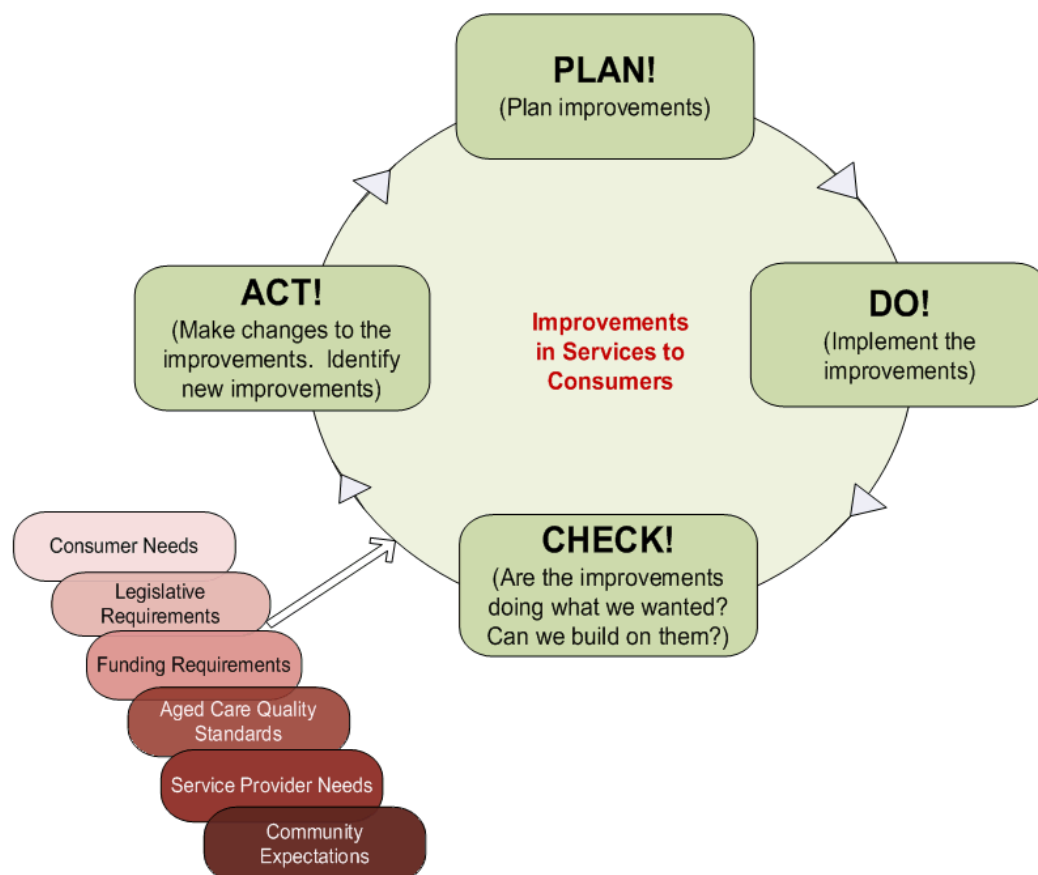 PLAN!
(Plan improvements)
ACT!
(Make changes to the
improvements.  Identify
new improvements)
Improvements
in Services to
Consumers
DO!
(Implement the
improvements)
CHECK!
(Are the improvements
doing what we wanted?
Can we build on them?)
Consumer Needs
Legislative
Requirements
Funding Requirements
Aged Care Quality
Standards
Service Provider Needs
Community
Expectations